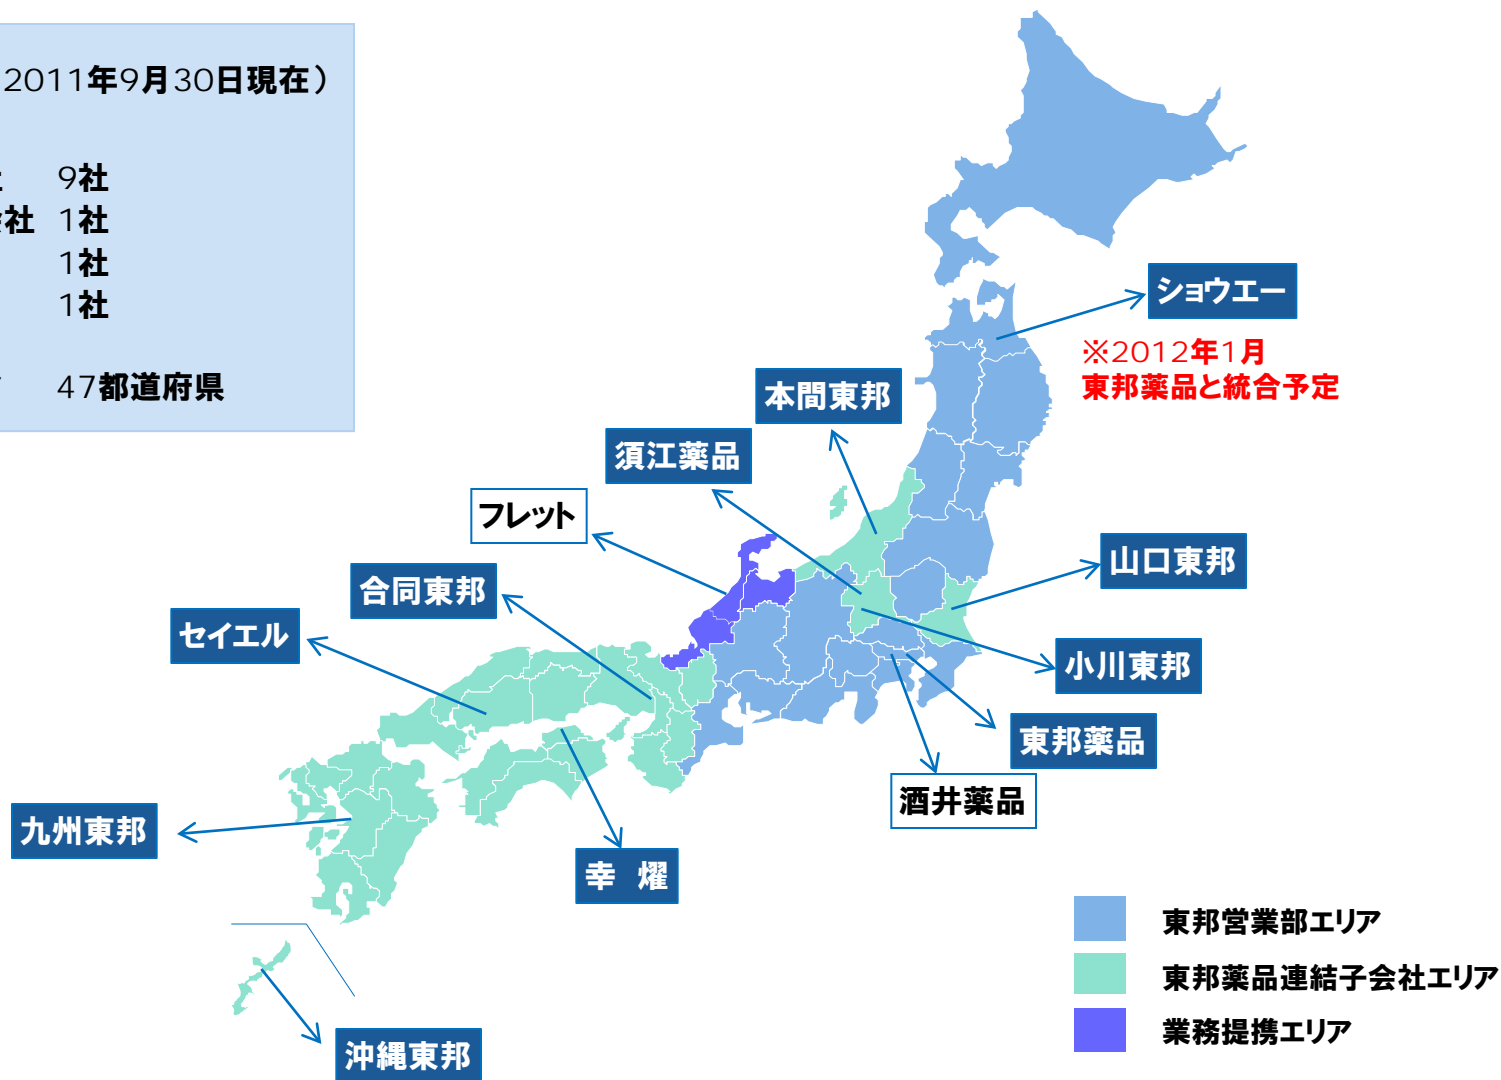 2011年9月30日現在）
9社
会社 1社
1社
1社
47都道府県
ショウエー
※2012年1月
東邦薬品と統合予定
本間東邦
須江薬品
フレット
山口東邦
合同東邦
セイエル
小川東邦
東邦薬品
酒井薬品
九州東邦
幸 燿
沖縄東邦
東邦営業部エリア
東邦薬品連結子会社エリア
業務提携エリア